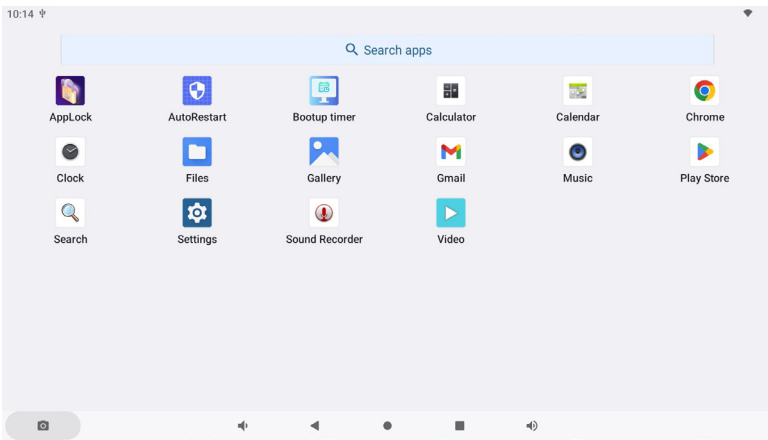 10:14
Search apps
AppLock AutoRestart Bootup timer Calculator Calendar Chrome
Clock Files Gallery Gmail Music Play Store
Search Settings Sound Recorder Video